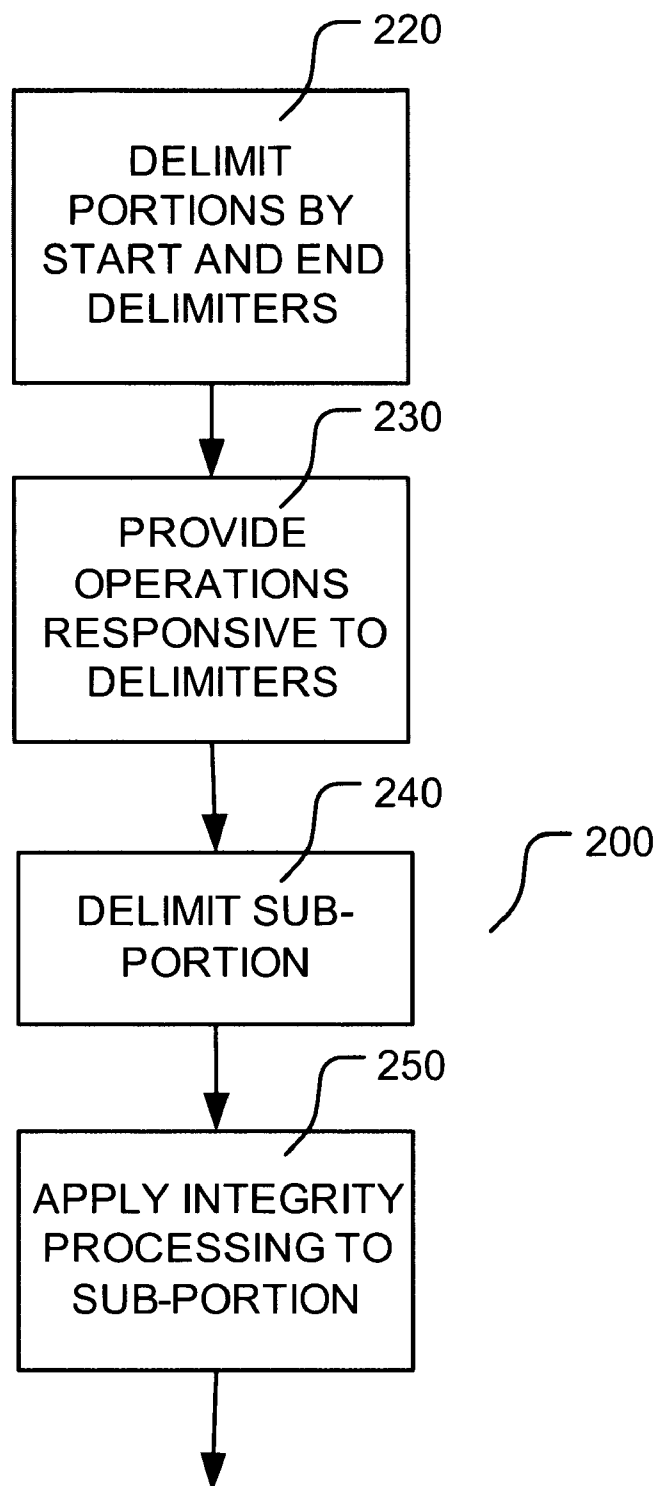 220
DELIMIT
PORTIONS BY
START AND END
DELIMITERS
230
PROVIDE
OPERATIONS
RESPONSIVE TO
DELIMITERS
240
200
DELIMIT SUB-
PORTION
250
APPLY INTEGRITY
PROCESSING TO
SUB-PORTION